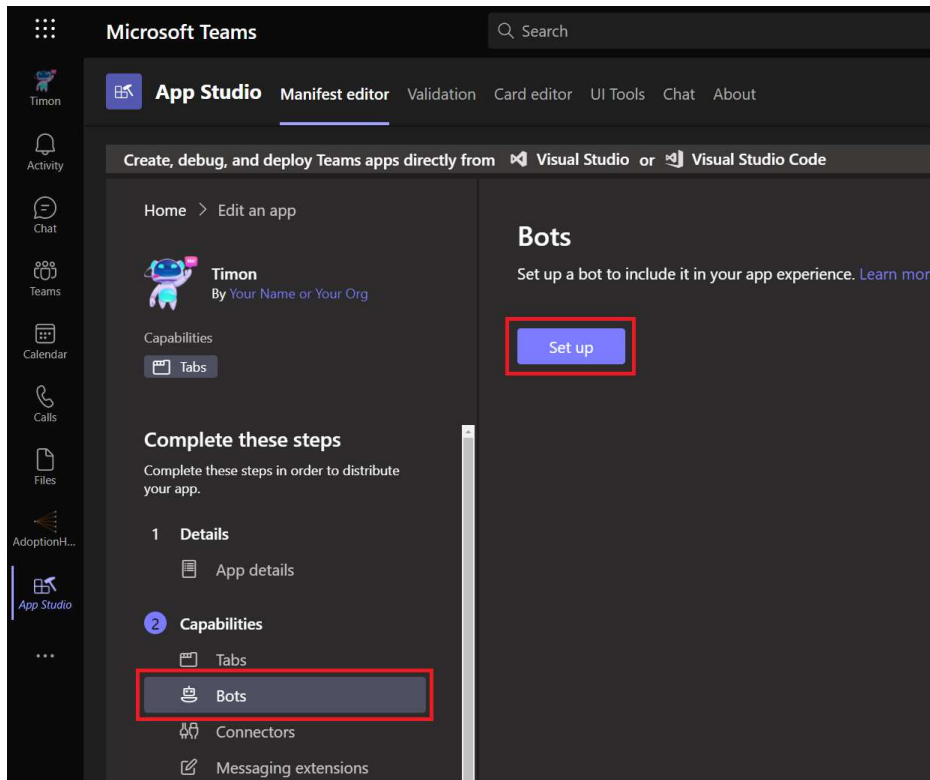 Microsoft Teams
Search
Timon
Activity
Chat
Teams
Calendar
Calls
Files
AdoptionH...
App Studio
...
App Studio Manifest editor Validation Card editor UI Tools Chat About
Create, debug, and deploy Teams apps directly from Visual Studio or Visual Studio Code
Home > Edit an app
Timon
By Your Name or Your Org
Capabilities
Tabs
Complete these steps
Complete these steps in order to distribute
your app.
1 Details
App details
2 Capabilities
Tabs
Bots
Connectors
Messaging extensions
Bots
Set up a bot to include it in your app experience. Learn mor
Set up